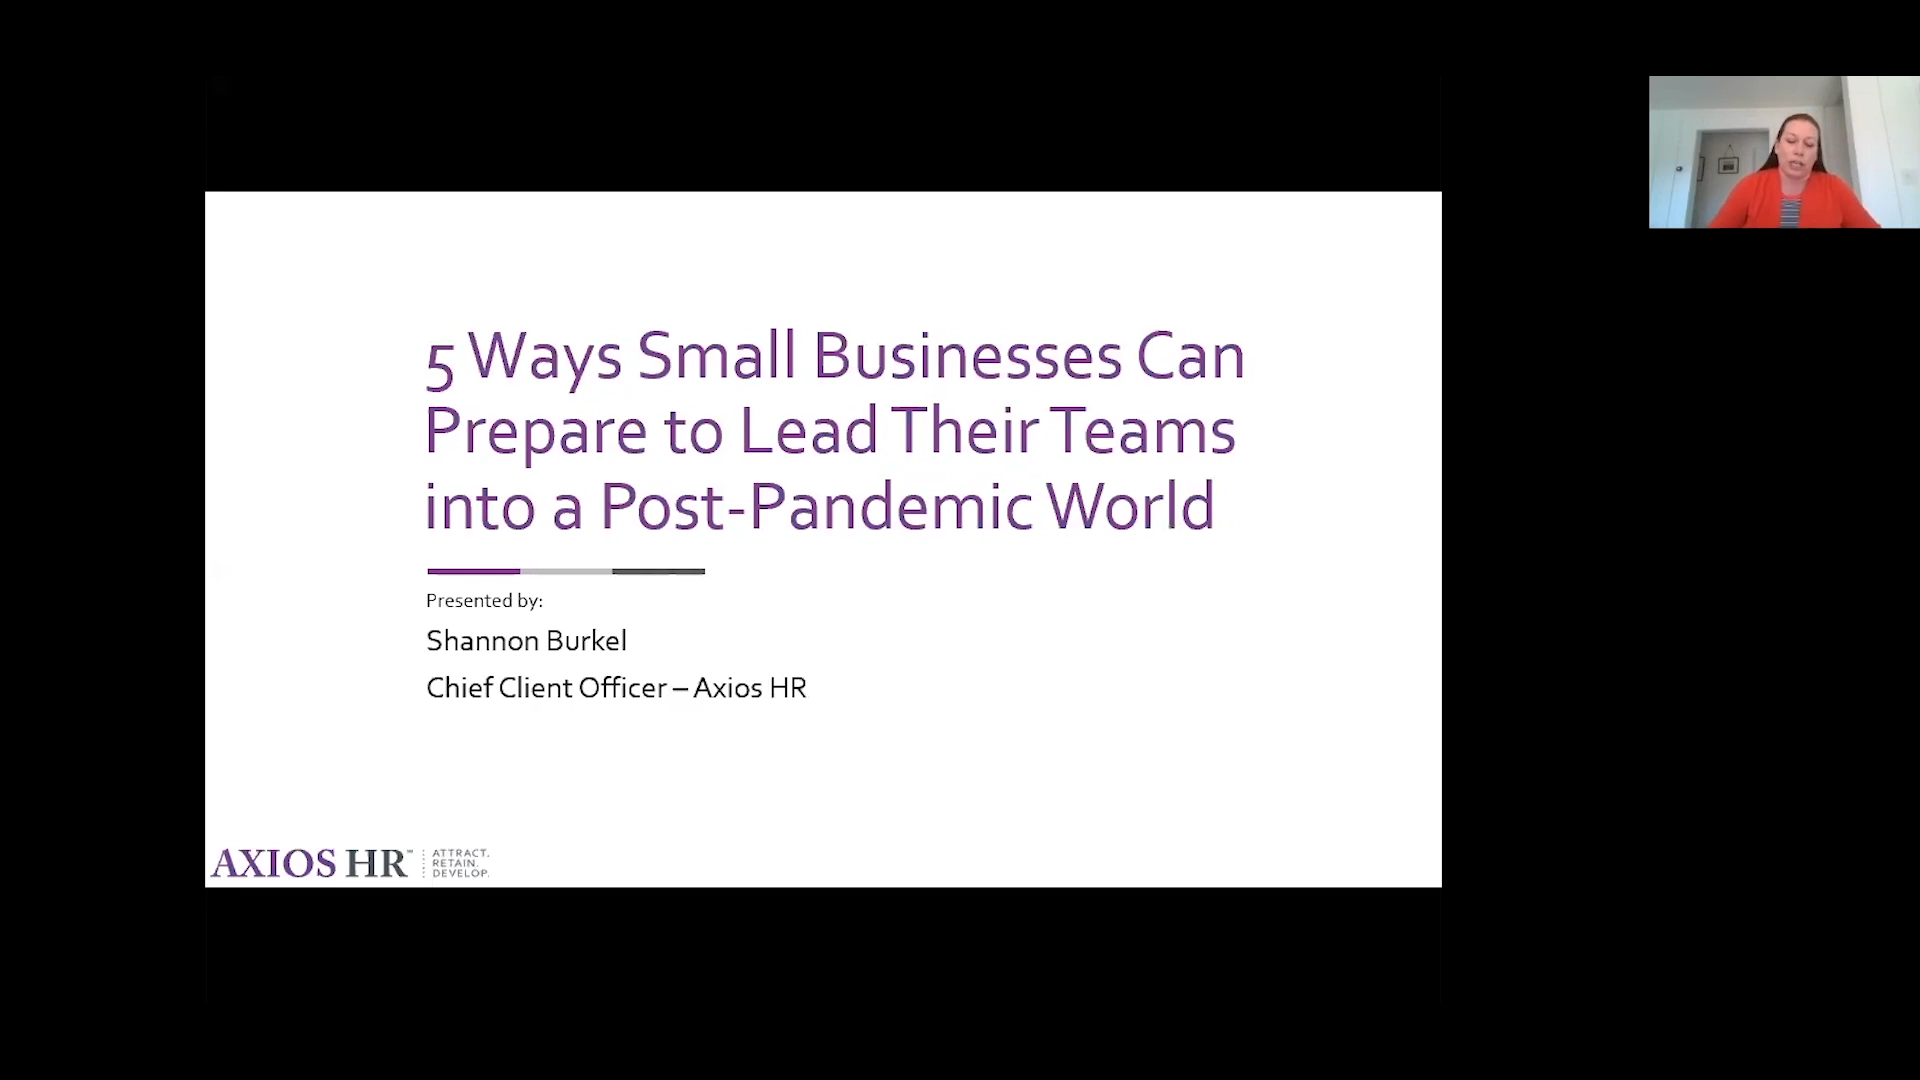 5 Ways Small Businesses Can
Prepare to Lead Their Teams
into a Post-Pandemic World
Presented by:
Shannon Burkel
Chief Client Officer – Axios HR
AXIOS HR
ATTRACT.
RETAIN.
DEVELOP.